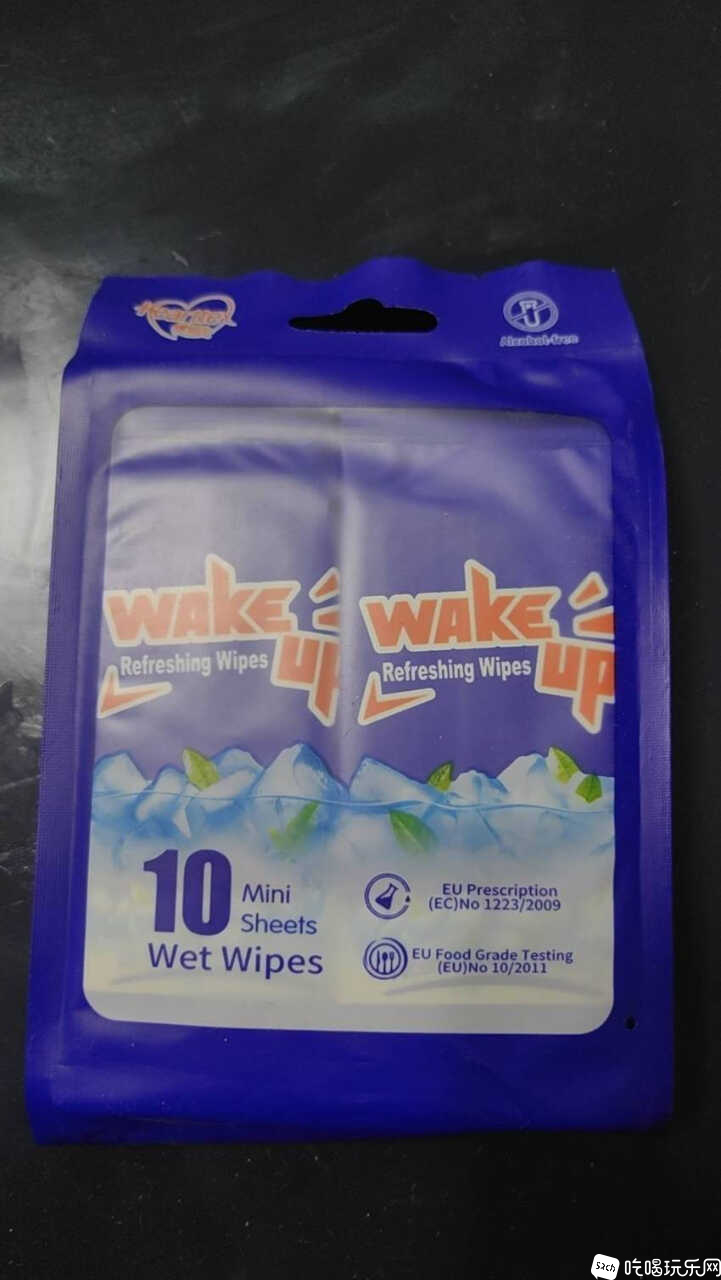 Alcohol-free
WAKE UP
Refreshing Wipes
WAKE UP
Refreshing Wipes
10 Mini Sheets
Wet Wipes
EU Prescription
(EC)No 1223/2009
EU Food Grade Testing
(EU)No 10/2011
吃喝玩乐网